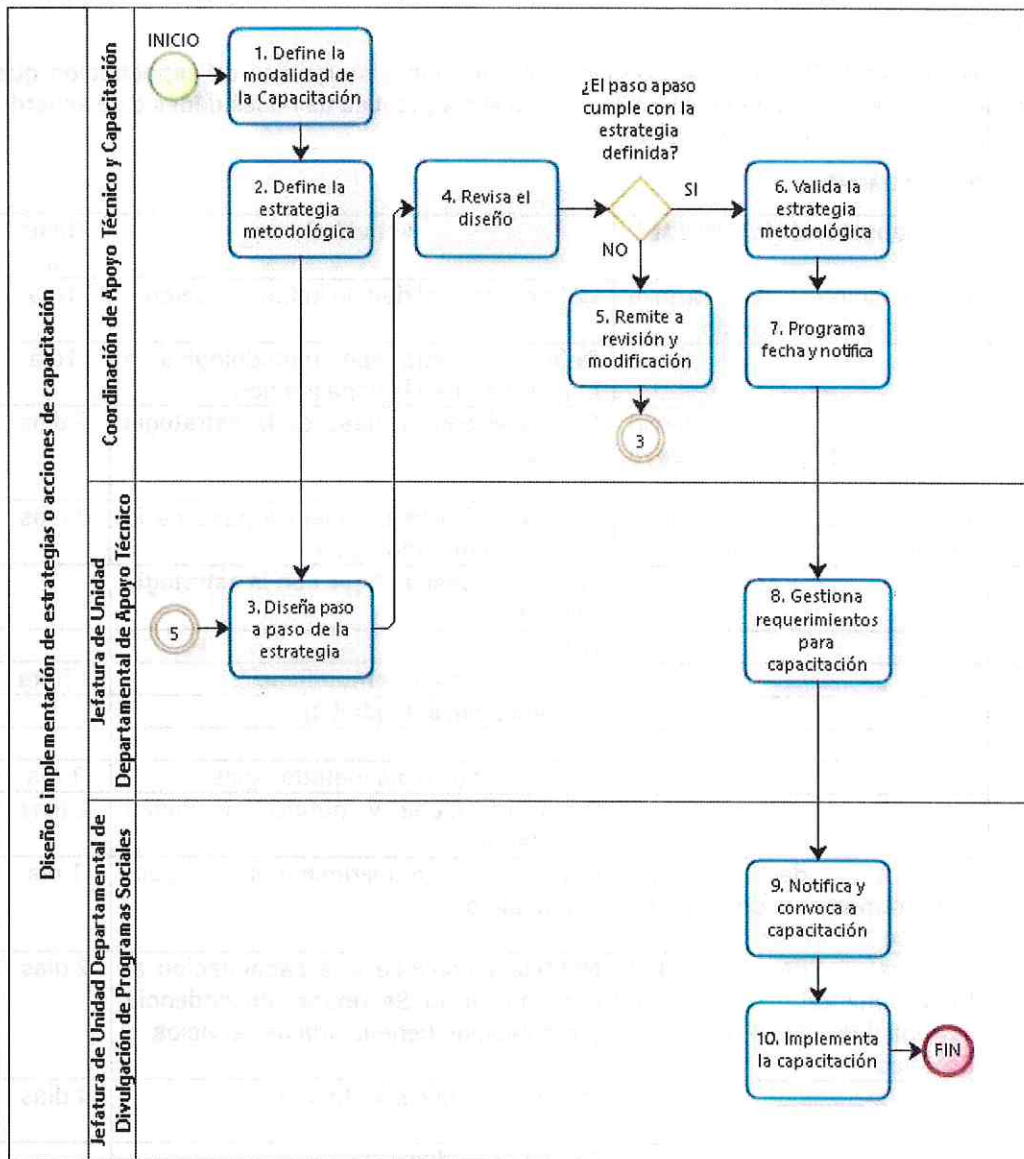 Diseño e implementación de estrategias o acciones de capacitación
Coordinación de Apoyo Técnico y Capacitación
INICIO
1. Define la
modalidad de
la Capacitación
2. Define la
estrategia
metodológica
4. Revisa el
diseño
¿El paso apaso
cumple con la
estrategia
definida?
SI
NO
6. Valida la
estrategia
metodológica
5. Remite a
revisión y
modificación
7. Programa
fecha y notifica
3
Jefatura de Unidad
Departamental de Apoyo Técnico
5
3. Diseña paso
a paso de la
estrategia
8. Gestiona
requerimientos
para
capacitación
Jefatura de Unidad Departamental de
Divulgación de Programas Sociales
9. Notifica y
convoca a
capacitación
10. Implementa
la capacitación
FIN